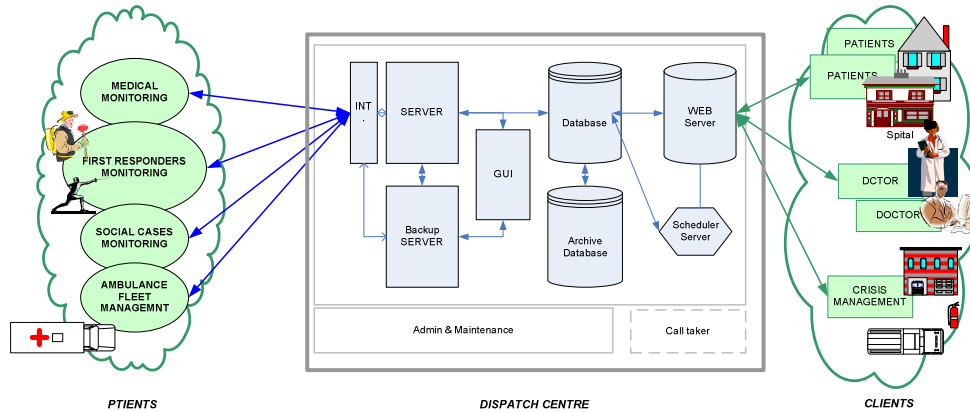 MEDICAL
MONITORING
FIRST RESPONDERS
MONITORING
SOCIAL CASES
MONITORING
AMBULANCE
FLEET
MANAGEMNT
PTIENTS
INT
.
SERVER
Backup
SERVER
GUI
Database
Archive
Database
WEB
Server
Scheduler
Server
Admin & Maintenance
Call taker
DISPATCH CENTRE
PATIENTS
PATIENTS
Spital
DCTOR
DOCTOR
CRISIS
MANAGEMENT
CLIENTS